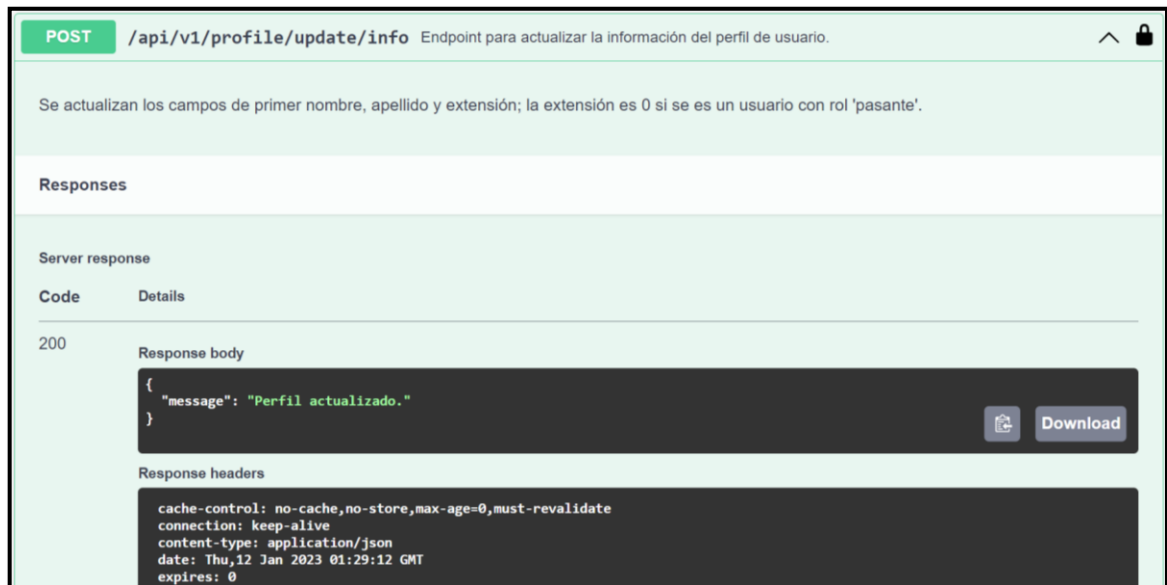 POST /api/v1/profile/update/info Endpoint para actualizar la información del perfil de usuario.
Se actualizan los campos de primer nombre, apellido y extensión; la extensión es 0 si se es un usuario con rol 'pasante'.
Responses
Server response
Code Details
200
Response body
{
"message": "Perfil actualizado."
}
Download
Response headers
cache-control: no-cache,no-store,max-age=0,must-revalidate
connection: keep-alive
content-type: application/json
date: Thu,12 Jan 2023 01:29:12 GMT
expires: 0